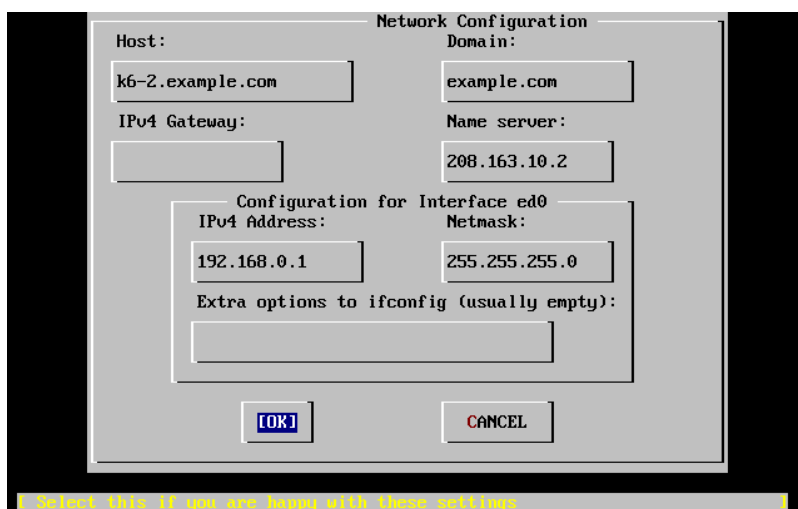 Network Configuration
Host: Domain:
k6-2.example.com example.com
IPv4 Gateway: Name server:
208.163.10.2
Configuration for Interface ed0
IPv4 Address: Netmask:
192.168.0.1 255.255.255.0
Extra options to ifconfig (usually empty):
[OK] CANCEL
[ Select this if you are happy with these settings ]